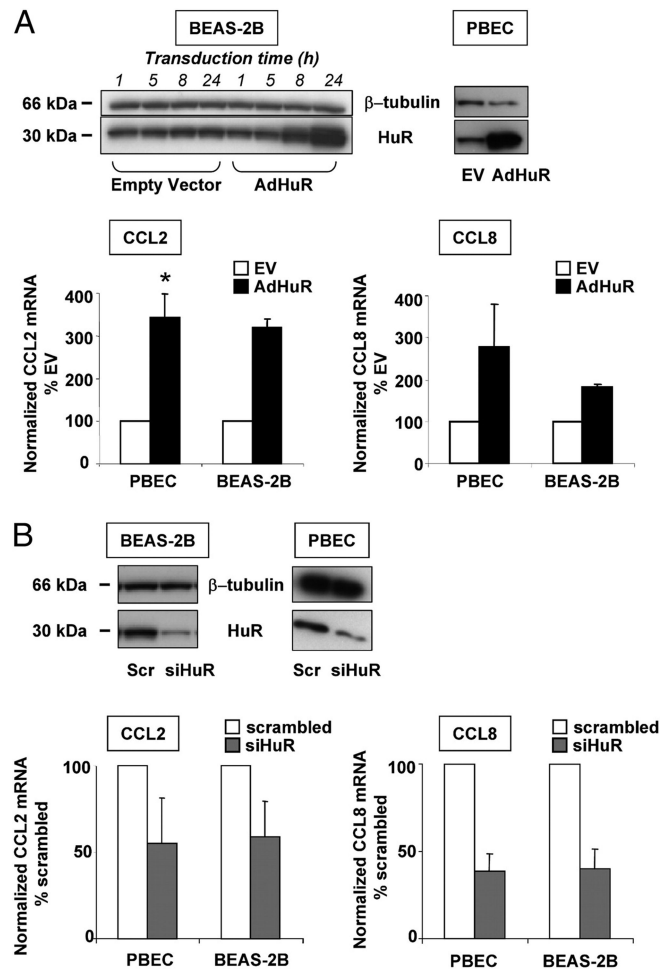 A
BEAS-2B
PBEC
Transduction time (h)
1 5 8 24 1 5 8 24
66 kDa
β–tubulin
30 kDa
HuR
Empty Vector
AdHuR
EV AdHuR
CCL2
CCL8
EV
AdHuR
EV
AdHuR
Normalized CCL2 mRNA
% EV
400
300
200
100
0
*
PBEC
BEAS-2B
Normalized CCL8 mRNA
% EV
400
300
200
100
0
PBEC
BEAS-2B
B
BEAS-2B
PBEC
66 kDa
β–tubulin
30 kDa
HuR
Scr siHuR
Scr siHuR
CCL2
scrambled
siHuR
CCL8
scrambled
siHuR
Normalized CCL2 mRNA
% scrambled
100
50
0
PBEC
BEAS-2B
Normalized CCL8 mRNA
% scrambled
100
50
0
PBEC
BEAS-2B